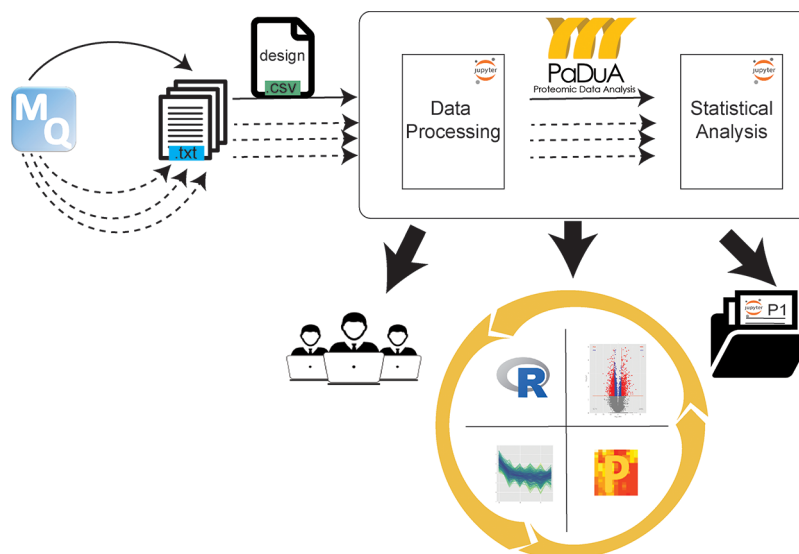 MQ
.txt
design
.CSV
jupyter
Data
Processing
PaDuA
Proteomic Data Analysis
jupyter
Statistical
Analysis
jupyter P1
R
P